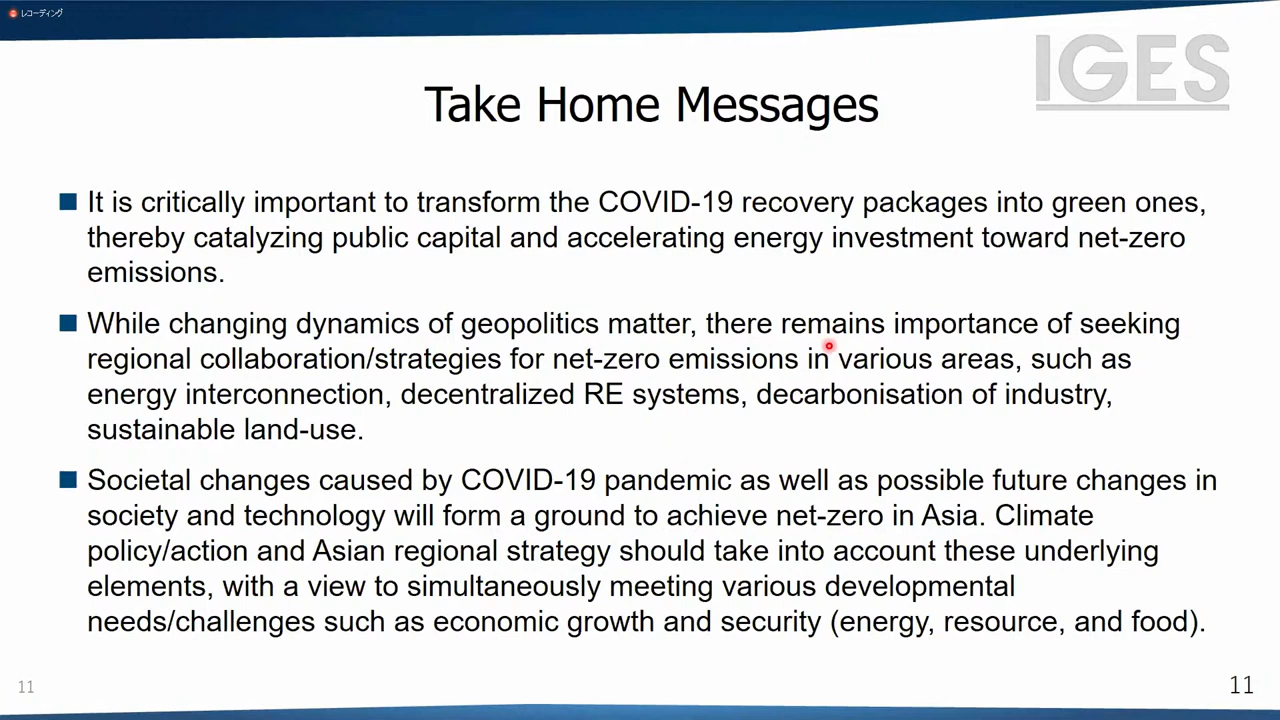 レコーディング
IGES
Take Home Messages
It is critically important to transform the COVID-19 recovery packages into green ones,
thereby catalyzing public capital and accelerating energy investment toward net-zero
emissions.
While changing dynamics of geopolitics matter, there remains importance of seeking
regional collaboration/strategies for net-zero emissions in various areas, such as
energy interconnection, decentralized RE systems, decarbonisation of industry,
sustainable land-use.
Societal changes caused by COVID-19 pandemic as well as possible future changes in
society and technology will form a ground to achieve net-zero in Asia. Climate
policy/action and Asian regional strategy should take into account these underlying
elements, with a view to simultaneously meeting various developmental
needs/challenges such as economic growth and security (energy, resource, and food).
11
11